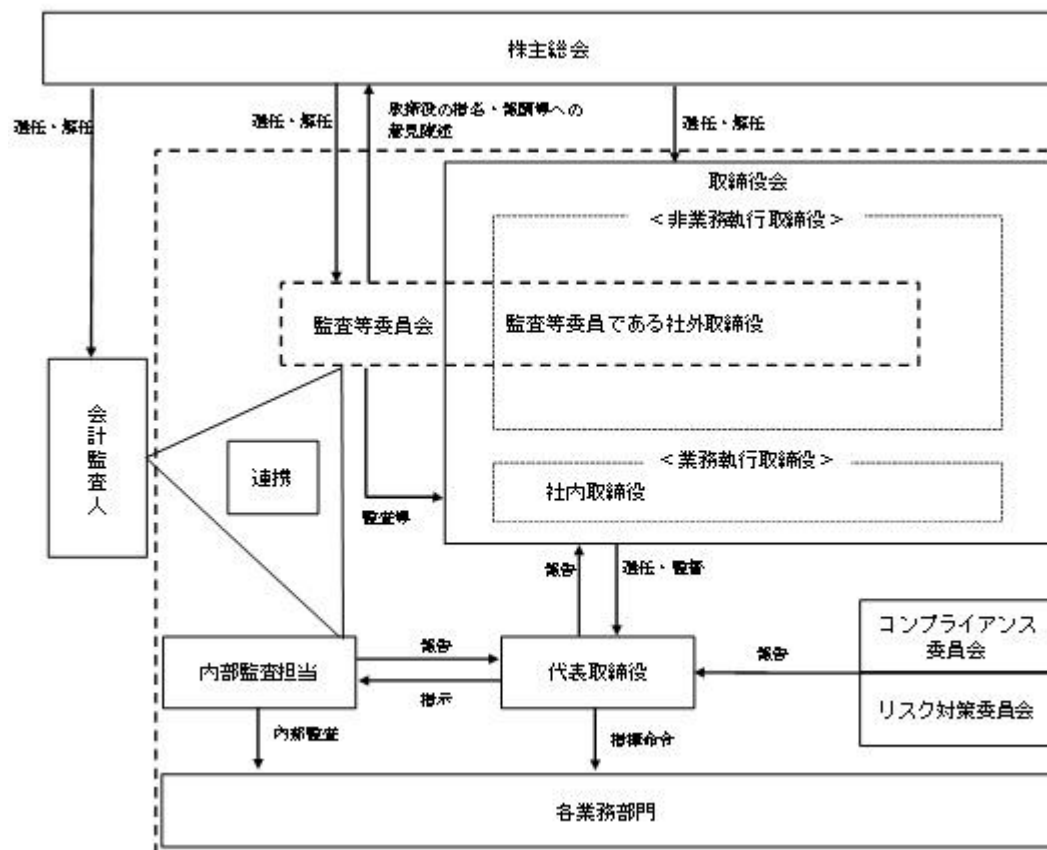 株主総会
選任・解任
選任・解任
取締役の指名・報酬等への
意見陳述
選任・解任
取締役会
<非業務執行取締役>
監査等委員会
監査等委員である社外取締役
会計監査人
連携
<業務執行取締役>
社内取締役
監査等
報告
選任・監督
コンプライアンス
委員会
内部監査担当
報告
代表取締役
報告
指示
リスク対策委員会
内部監査
指揮命令
各業務部門